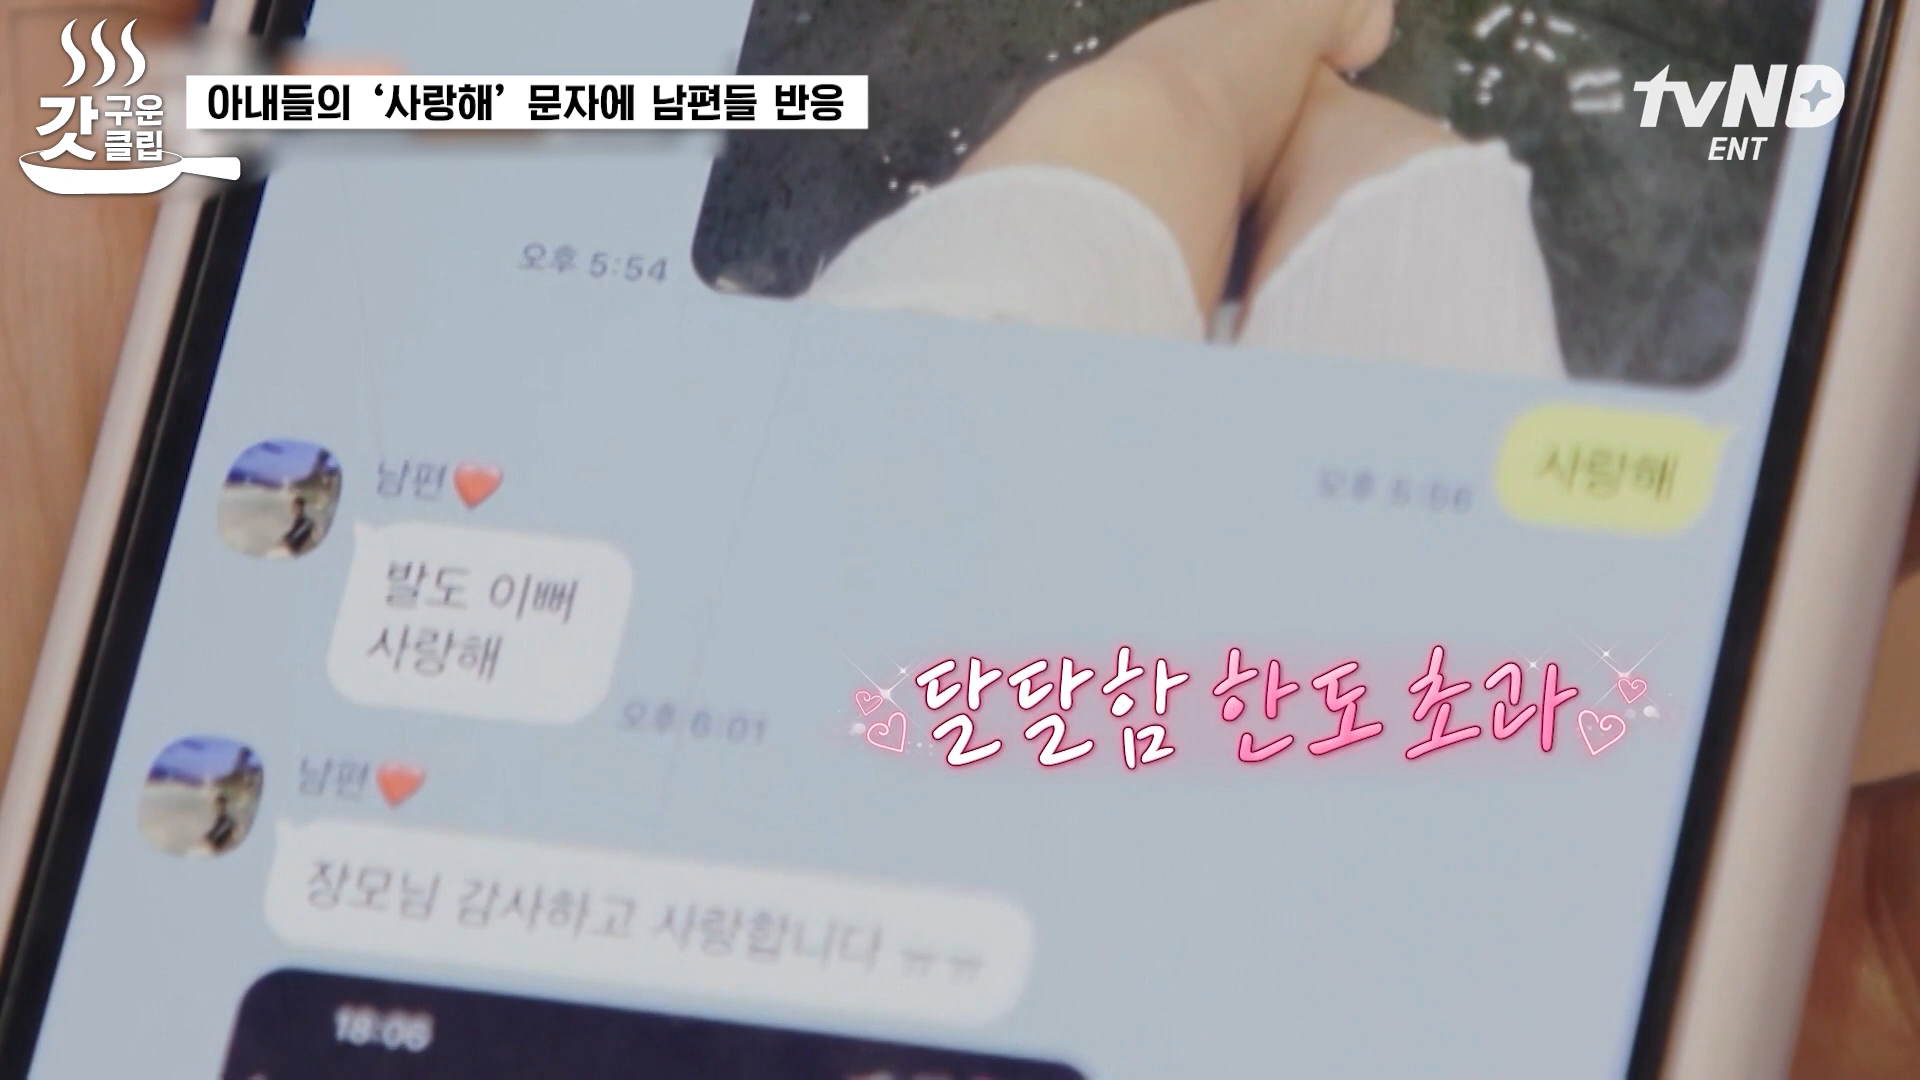 갓 구운 클립
아내들의 ‘사랑해’ 문자에 남편들 반응
tvND
ENT
오후 5:54
사랑해
오후 5:56
남편❤️
발도 이뻐
사랑해
오후 6:01
달달함 한도 초과
남편❤️
장모님 감사하고 사랑합니다 ㅠㅠ
18:06